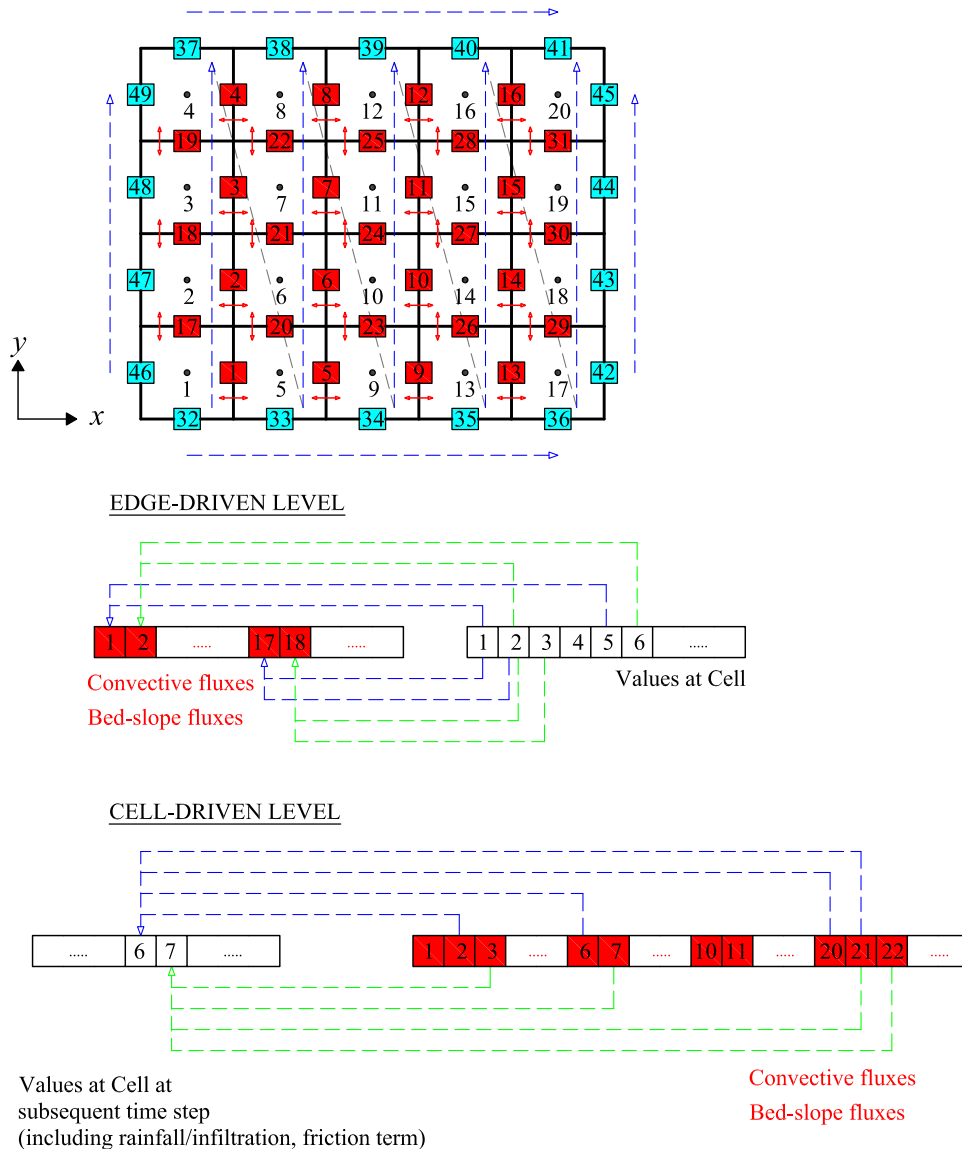 37 38 39 40 41
49 4 8 12 16 45
4 8 12 16 20
19 22 25 28 31
48 3 7 11 15 44
3 7 11 15 19
18 21 24 27 30
47 2 6 10 14 43
2 6 10 14 18
17 20 23 26 29
y
46 1 5 9 13 42
1 5 9 13 17
x
32 33 34 35 36
EDGE-DRIVEN LEVEL
1 2 ..... 17 18 ..... 1 2 3 4 5 6 .....
Convective fluxes
Values at Cell
Bed-slope fluxes
CELL-DRIVEN LEVEL
..... 6 7 ..... 1 2 3 ..... 6 7 ..... 10 11 ..... 20 21 22 .....
Values at Cell at
subsequent time step
(including rainfall/infiltration, friction term)
Convective fluxes
Bed-slope fluxes